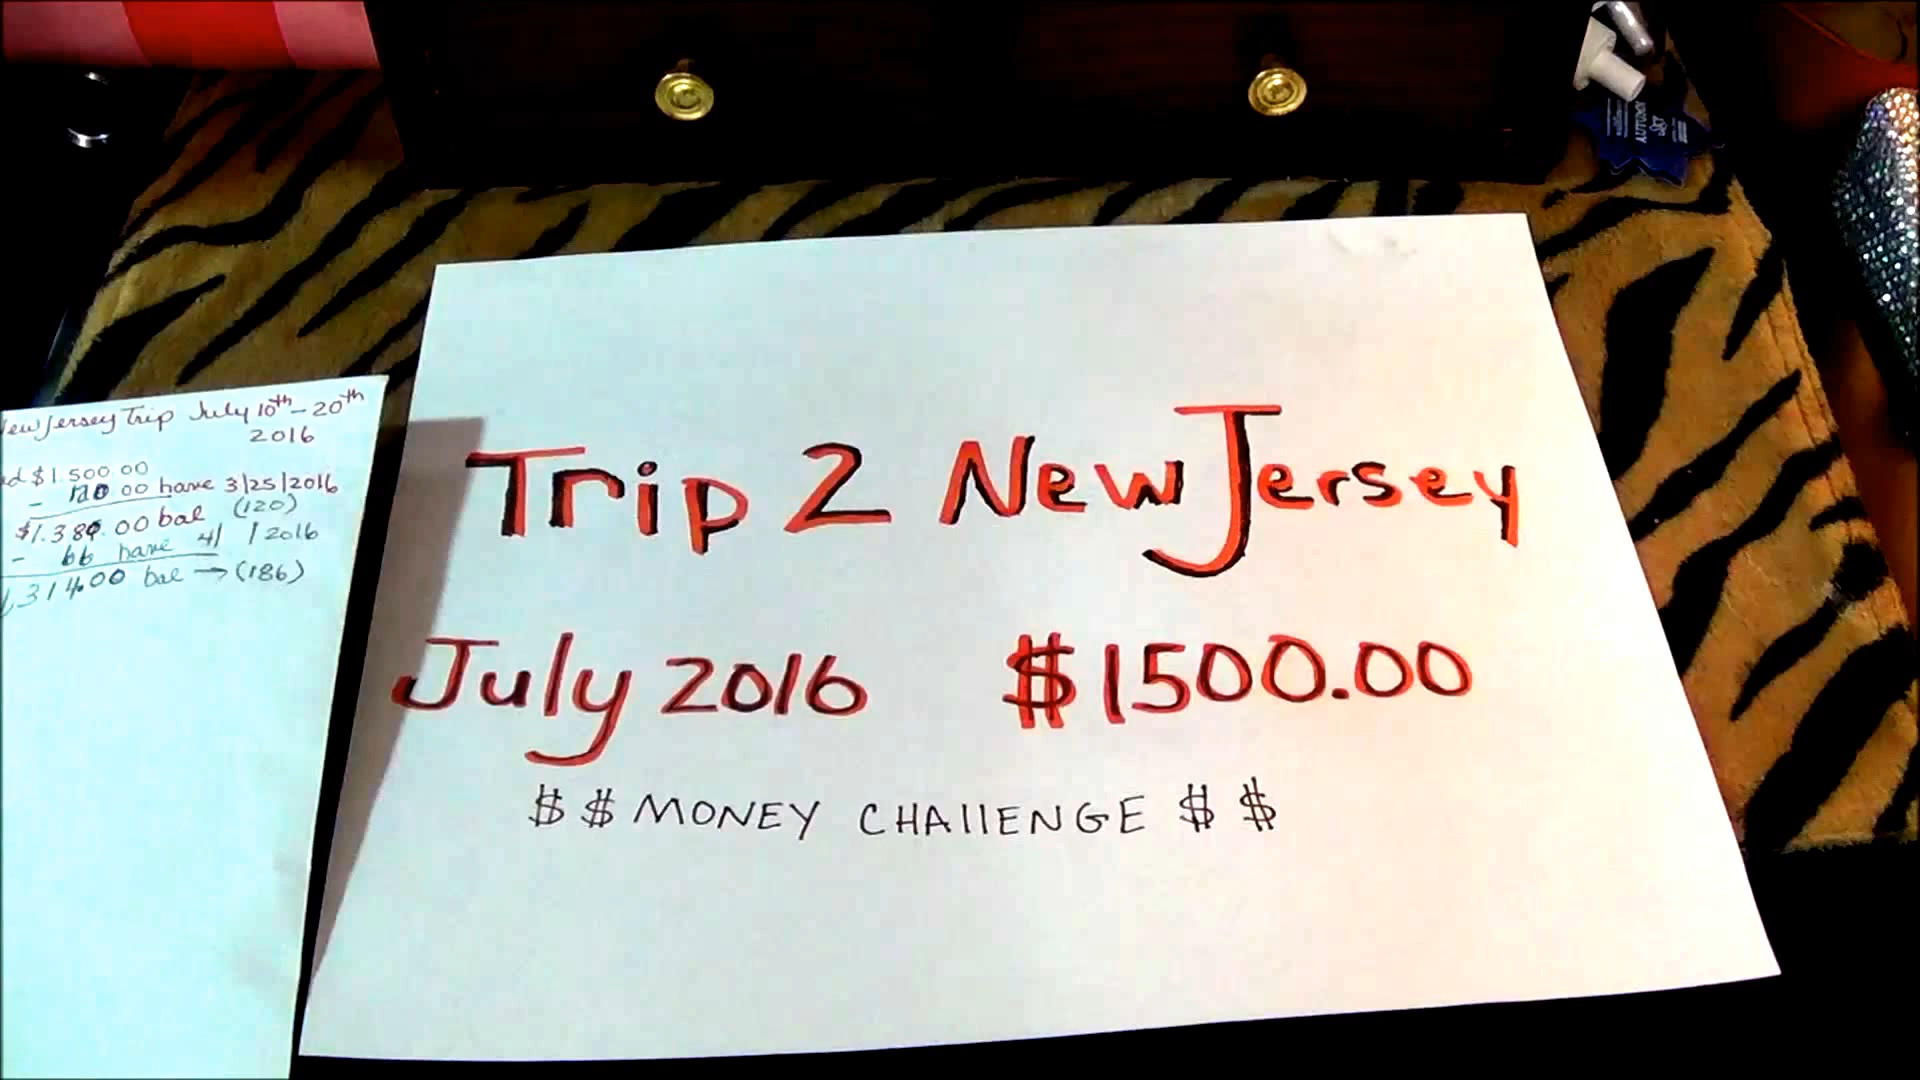 Jersey Trip July 10th - 20th
2016
$1.500.00
- 120 00 have 3/25/2016
$1.380.00 bal (120)
- 66 have 4/ /2016
314.00 bal → (186)
Trip 2 New Jersey
July 2016 $1500.00
$ $ MONEY CHAllENGE $ $